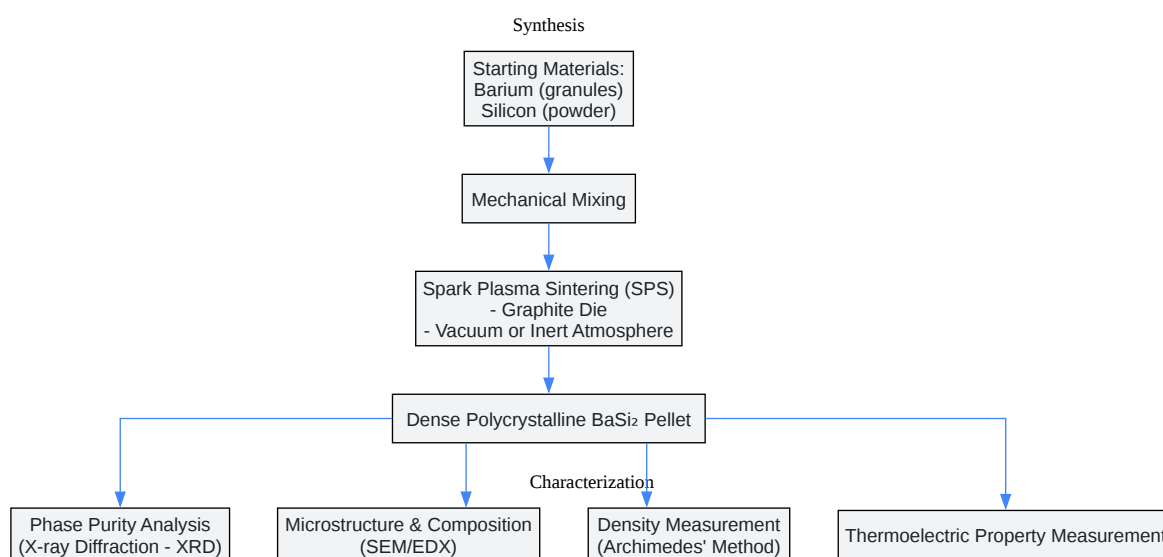 Synthesis
Starting Materials:
Barium (granules)
Silicon (powder)
Mechanical Mixing
Spark Plasma Sintering (SPS)
- Graphite Die
- Vacuum or Inert Atmosphere
Dense Polycrystalline BaSi₂ Pellet
Characterization
Phase Purity Analysis
(X-ray Diffraction - XRD)
Microstructure & Composition
(SEM/EDX)
Density Measurement
(Archimedes' Method)
Thermoelectric Property Measurement